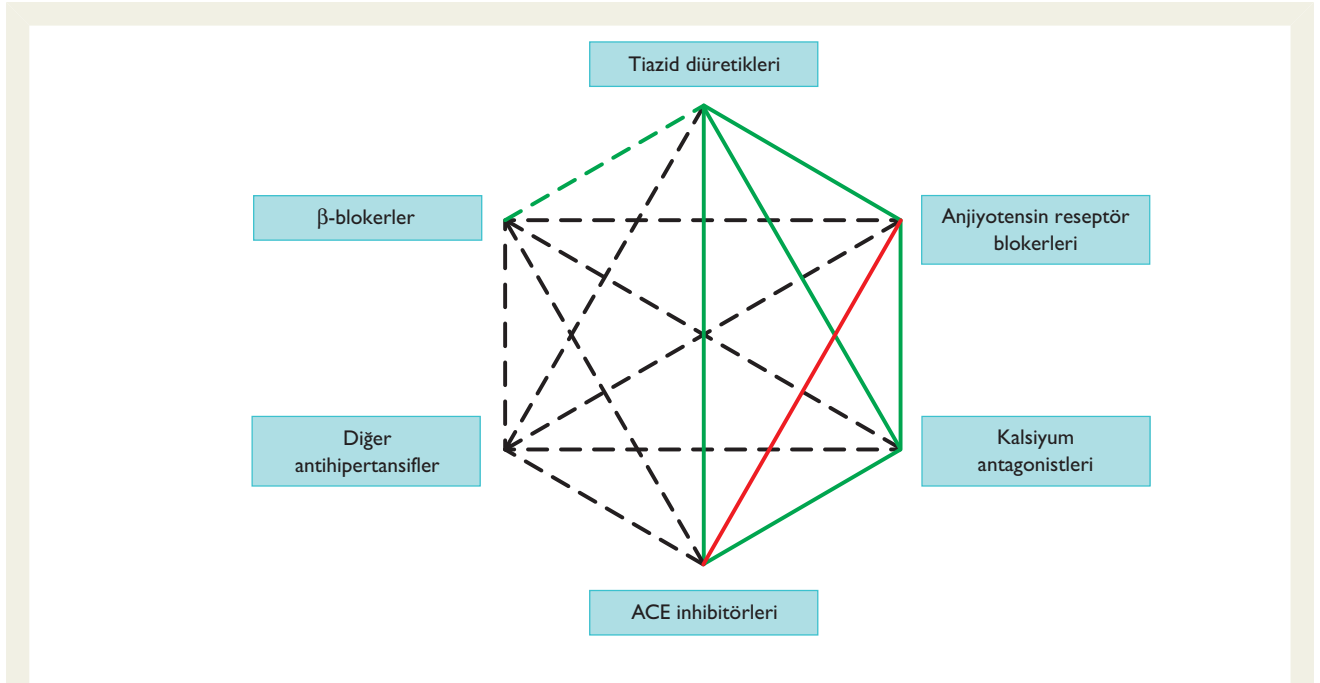 Tiazid diüretikleri
β-blokerler
Anjiyotensin reseptör
blokerleri
Diğer
antihipertansifler
Kalsiyum
antagonistleri
ACE inhibitörleri